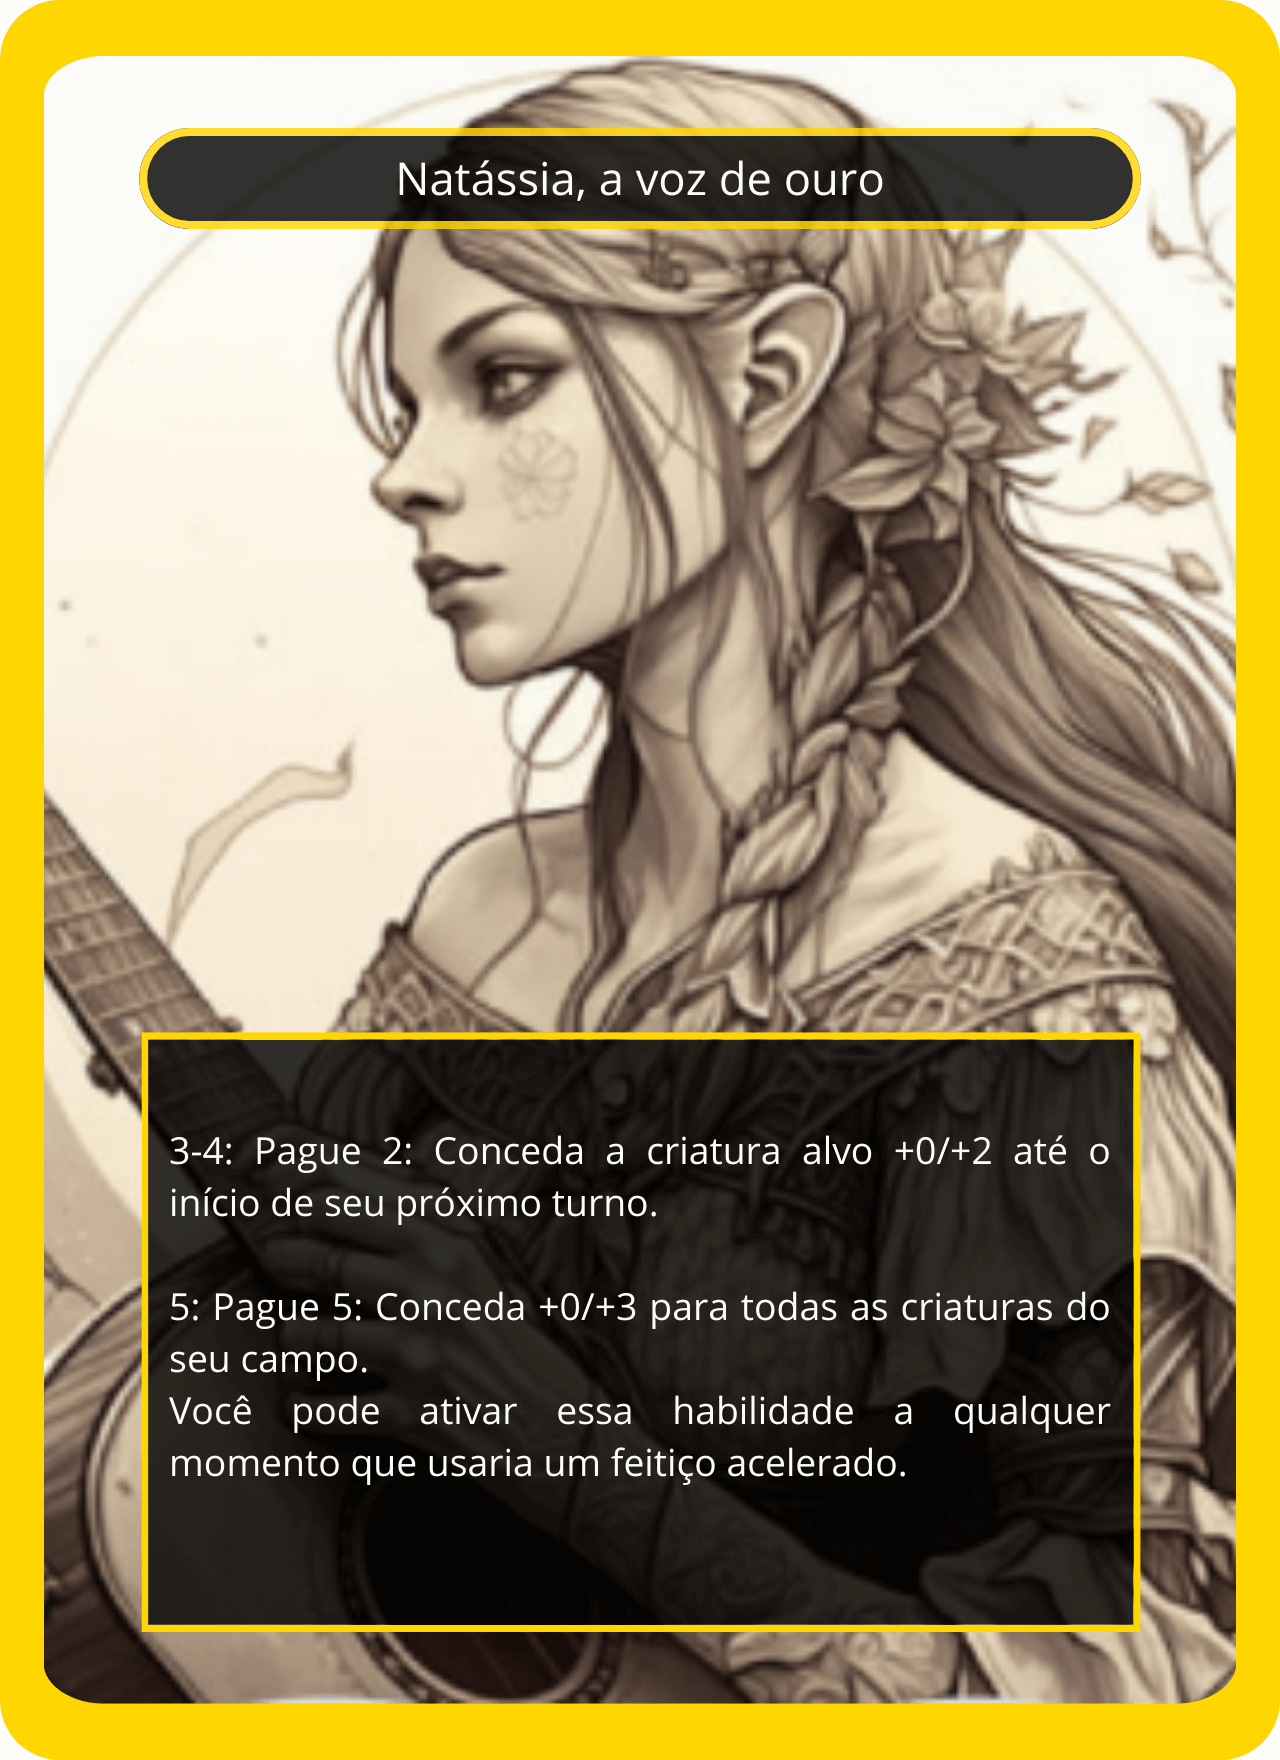 Natássia, a voz de ouro
3-4: Pague 2: Conceda a criatura alvo +0/+2 até o
início de seu próximo turno.
5: Pague 5: Conceda +0/+3 para todas as criaturas do
seu campo.
Você pode ativar essa habilidade a qualquer
momento que usaria um feitiço acelerado.